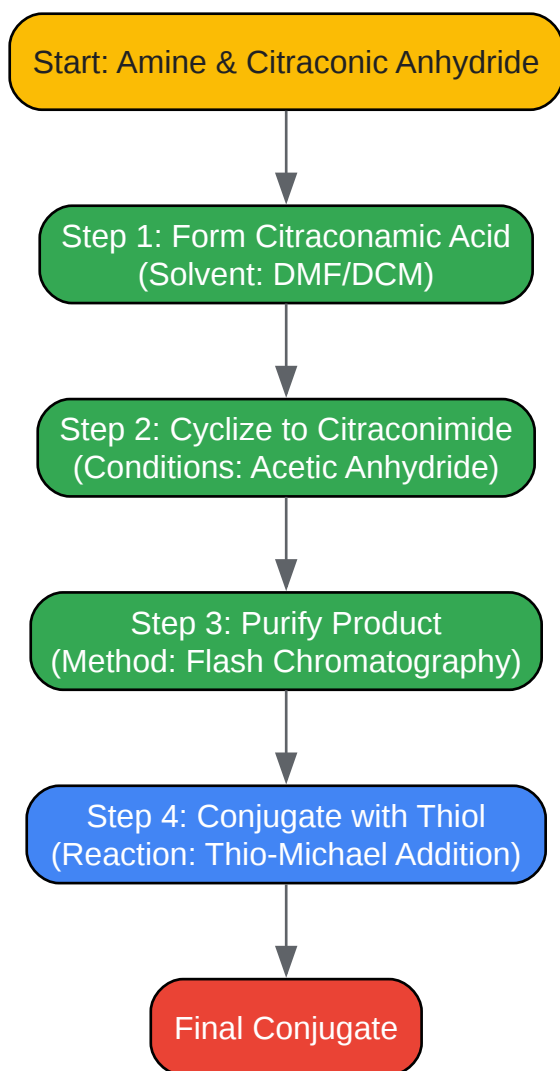 Start: Amine & Citraconic Anhydride
Step 1: Form Citraconamic Acid
(Solvent: DMF/DCM)
Step 2: Cyclize to Citraconimide
(Conditions: Acetic Anhydride)
Step 3: Purify Product
(Method: Flash Chromatography)
Step 4: Conjugate with Thiol
(Reaction: Thio-Michael Addition)
Final Conjugate